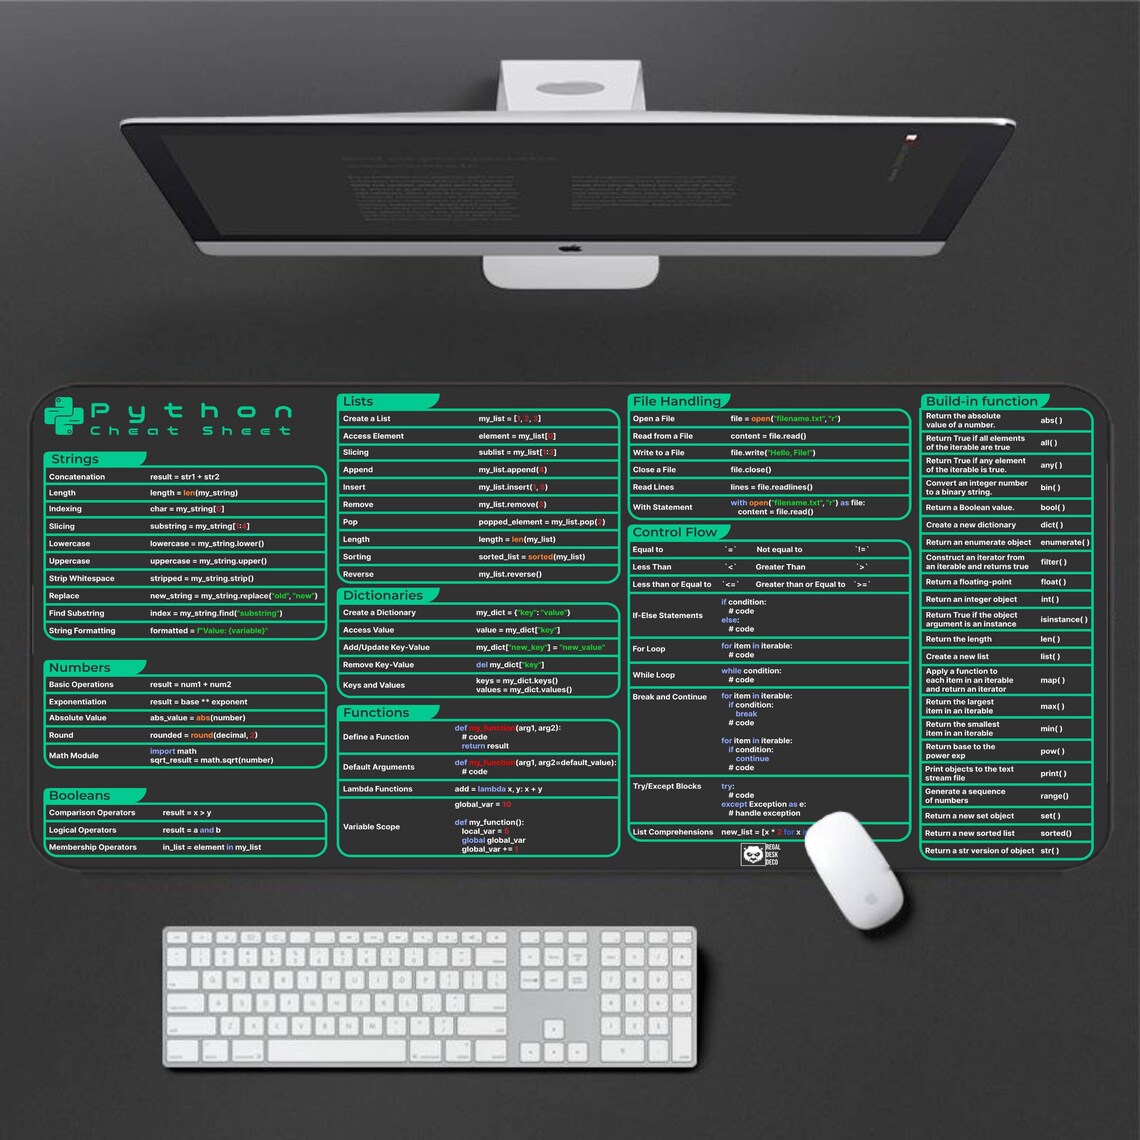 Python
Cheat Sheet
Strings
Concatenation result = str1 + str2
Length length = len(my_string)
Indexing char = my_string[0]
Slicing substring = my_string[1:4]
Lowercase lowercase = my_string.lower()
Uppercase uppercase = my_string.upper()
Strip Whitespace stripped = my_string.strip()
Replace new_string = my_string.replace("old", "new")
Find Substring index = my_string.find("substring")
String Formatting formatted = f"Value: {variable}"
Numbers
Basic Operations result = num1 + num2
Exponentiation result = base ** exponent
Absolute Value abs_value = abs(number)
Round rounded = round(decimal, 2)
Math Module import math
sqrt_result = math.sqrt(number)
Booleans
Comparison Operators result = x > y
Logical Operators result = a and b
Membership Operators in_list = element in my_list
Lists
Create a List my_list = [1, 2, 3]
Access Element element = my_list[0]
Slicing sublist = my_list[1:3]
Append my_list.append(4)
Insert my_list.insert(1, 5)
Remove my_list.remove(3)
Pop popped_element = my_list.pop(2)
Length length = len(my_list)
Sorting sorted_list = sorted(my_list)
Reverse my_list.reverse()
Dictionaries
Create a Dictionary my_dict = {"key": "value"}
Access Value value = my_dict["key"]
Add/Update Key-Value my_dict["new_key"] = "new_value"
Remove Key-Value del my_dict["key"]
Keys and Values keys = my_dict.keys()
values = my_dict.values()
Functions
Define a Function def my_function(arg1, arg2):
# code
return result
Default Arguments def my_function(arg1, arg2=default_value):
# code
Lambda Functions add = lambda x, y: x + y
Variable Scope global_var = 10
def my_function():
local_var = 5
global global_var
global_var += 1
File Handling
Open a File file = open("filename.txt", "r")
Read from a File content = file.read()
Write to a File file.write("Hello, File!")
Close a File file.close()
Read Lines lines = file.readlines()
With Statement with open("filename.txt", "r") as file:
content = file.read()
Control Flow
Equal to `=` Not equal to `!=`
Less Than `<` Greater Than `>`
Less than or Equal to `<=` Greater than or Equal to `>=`
If-Else Statements if condition:
# code
else:
# code
For Loop for item in iterable:
# code
While Loop while condition:
# code
Break and Continue for item in iterable:
if condition:
break
for item in iterable:
if condition:
continue
# code
Try/Except Blocks try:
# code
except Exception as e:
# handle exception
List Comprehensions new_list = [x * 2 for x
REGAL
DESK
DECO
Build-in function
Return the absolute
value of a number. abs( )
Return True if all elements
of the iterable are true all( )
Return True if any element
of the iterable is true. any( )
Convert an integer number
to a binary string. bin( )
Return a Boolean value. bool( )
Create a new dictionary dict( )
Return an enumerate object enumerate( )
Construct an iterator from
an iterable and returns true filter( )
Return a floating-point float( )
Return an integer object int( )
Return True if the object
argument is an instance isinstance( )
Return the length len( )
Create a new list list( )
Apply a function to
each item in an iterable
and return an iterator map( )
Return the largest
item in an iterable max( )
Return the smallest
item in an iterable min( )
Return base to the
power exp pow( )
Print objects to the text
stream file print( )
Generate a sequence
of numbers range()
Return a new set object set( )
Return a new sorted list sorted()
Return a str version of object str( )